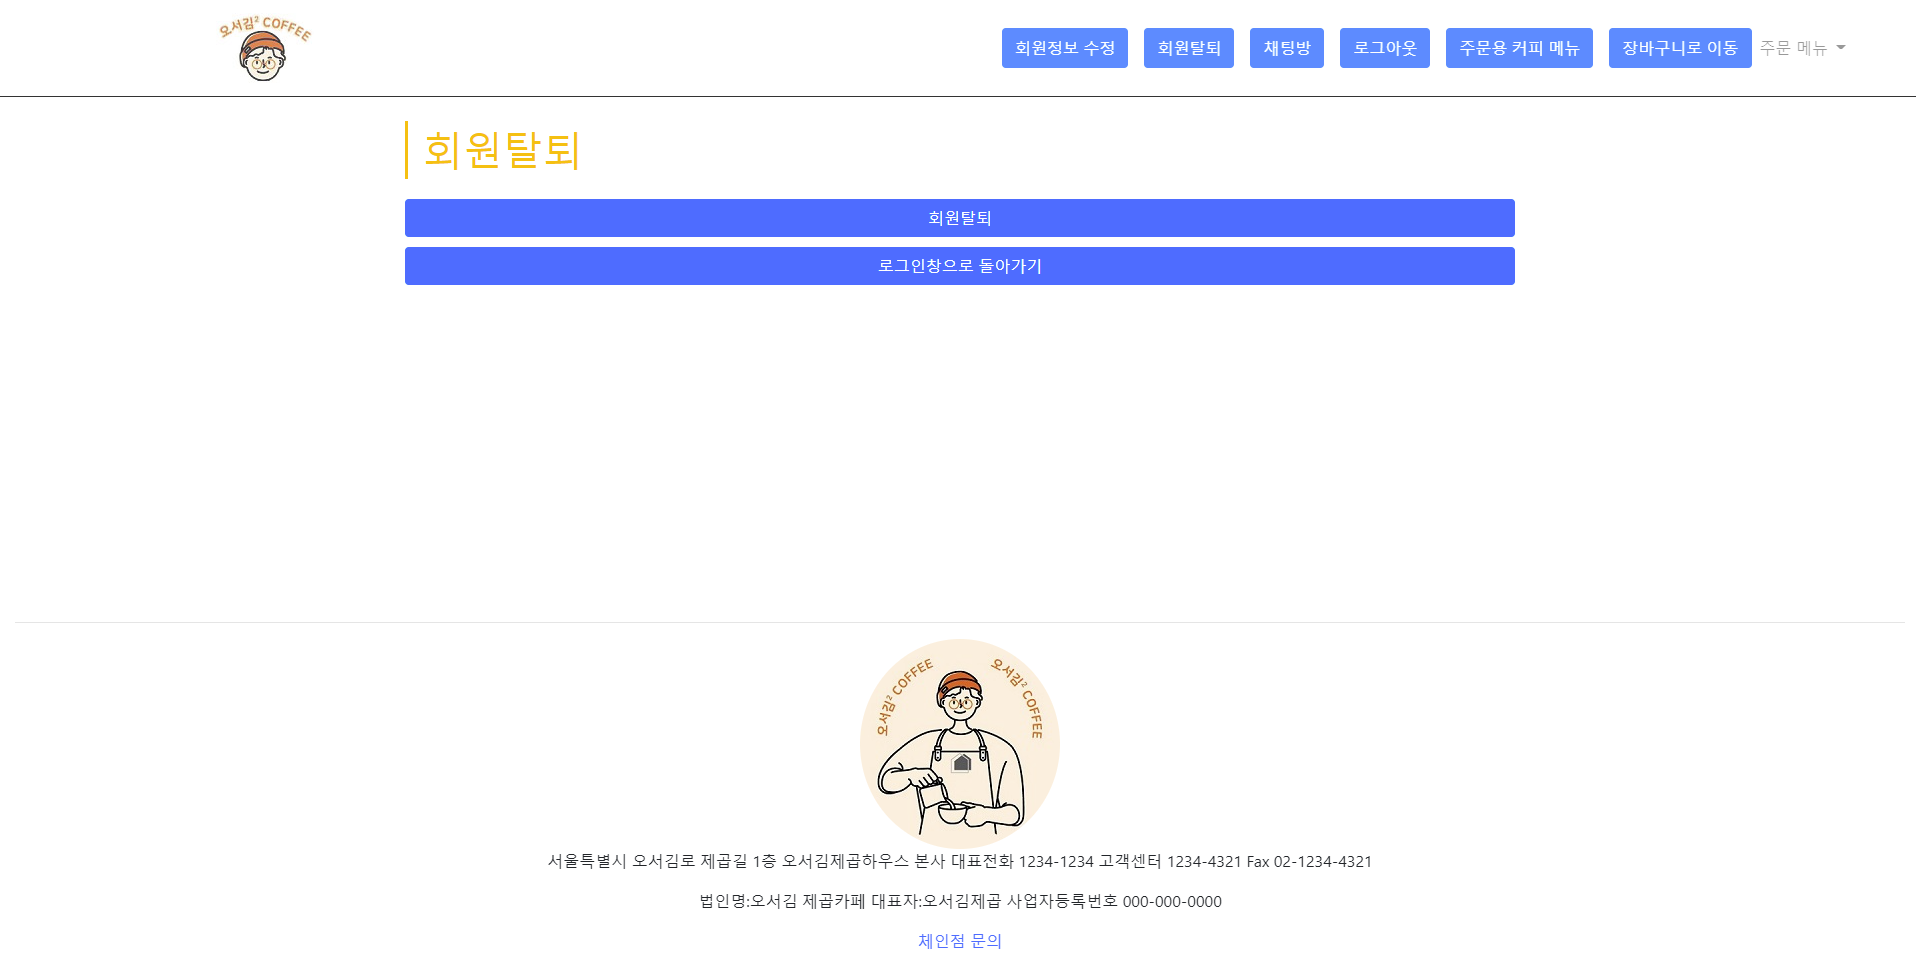 오서김² COFFEE
회원정보 수정 회원탈퇴 채팅방 로그아웃 주문용 커피 메뉴 장바구니로 이동 주문 메뉴
회원탈퇴
회원탈퇴
로그인창으로 돌아가기
오서김² COFFEE 오서김² COFFEE
서울특별시 오서김로 제곱길 1층 오서김제곱하우스 본사 대표전화 1234-1234 고객센터 1234-4321 Fax 02-1234-4321
법인명:오서김 제곱카페 대표자:오서김제곱 사업자등록번호 000-000-0000
체인점 문의